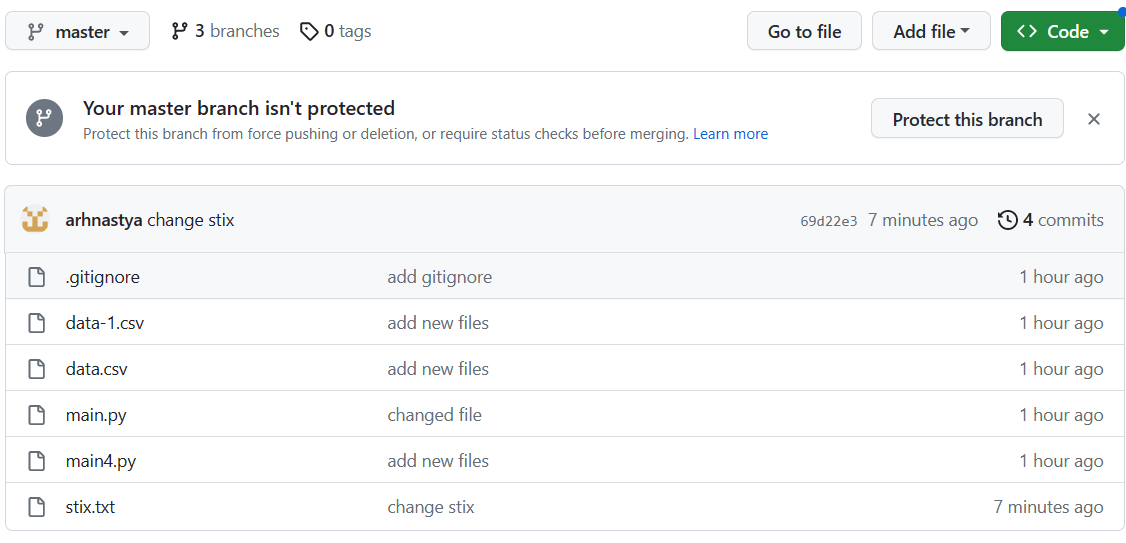 master 3 branches 0 tags Go to file Add file Code
Your master branch isn't protected
Protect this branch from force pushing or deletion, or require status checks before merging. Learn more
Protect this branch
arhnastya change stix 69d22e3 7 minutes ago 4 commits
.gitignore add gitignore 1 hour ago
data-1.csv add new files 1 hour ago
data.csv add new files 1 hour ago
main.py changed file 1 hour ago
main4.py add new files 1 hour ago
stix.txt change stix 7 minutes ago